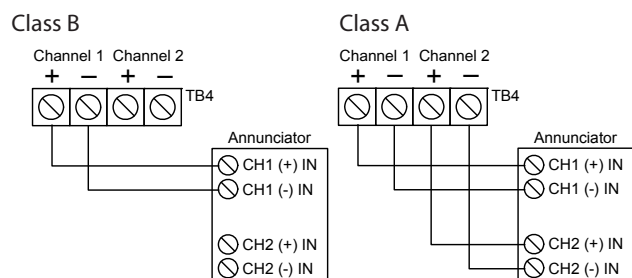 Class B
Channel 1 Channel 2
+ − + −
TB4
Annunciator
CH1 (+) IN
CH1 (-) IN
CH2 (+) IN
CH2 (-) IN
Class A
Channel 1 Channel 2
+ − + −
TB4
Annunciator
CH1 (+) IN
CH1 (-) IN
CH2 (+) IN
CH2 (-) IN